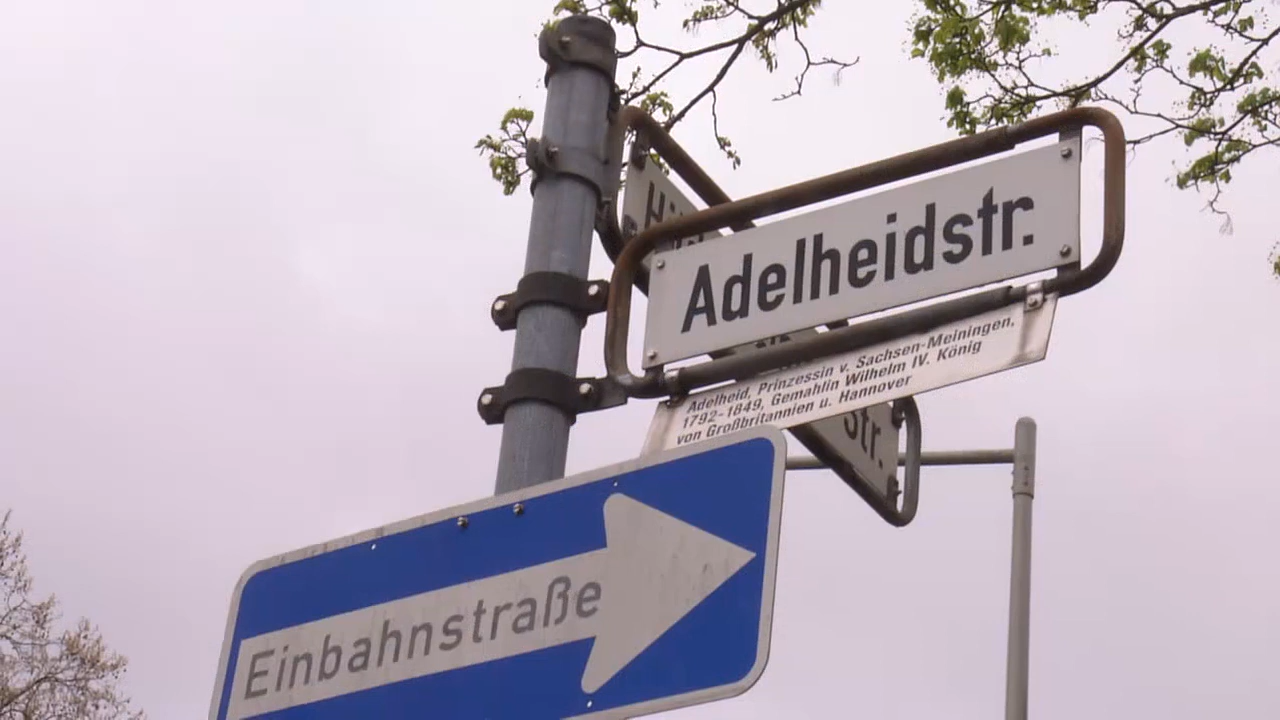 Adelheidstr.
Adelheid, Prinzessin v. Sachsen-Meiningen,
1792-1849, Gemahlin Wilhelm IV. König
von Großbritannien u. Hannover
Str.
Einbahnstraße